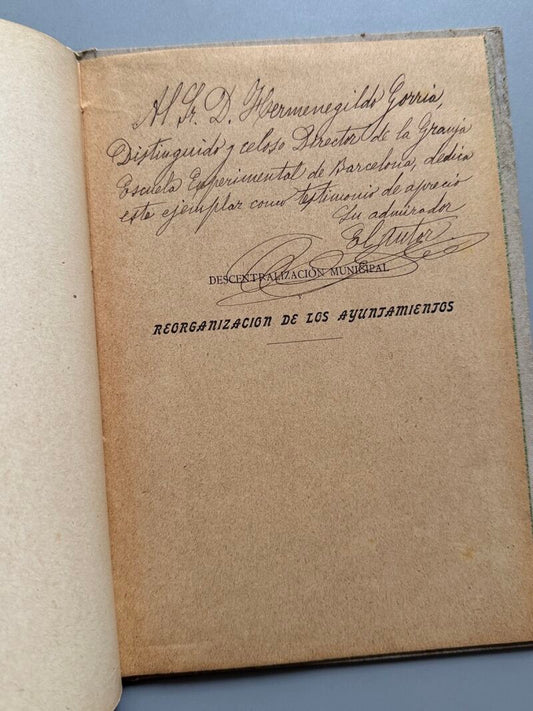 Al Sr. D. Hermenegildo Gorria,
Distinguido y celoso Director de la Granja
Escuela Experimental de Barcelona, dedica
este ejemplar como testimonio de aprecio
Su admirador
El Autor
DESCENTRALIZACIÓN MUNICIPAL
Y
REORGANIZACION DE LOS AYUNTAMIENTOS